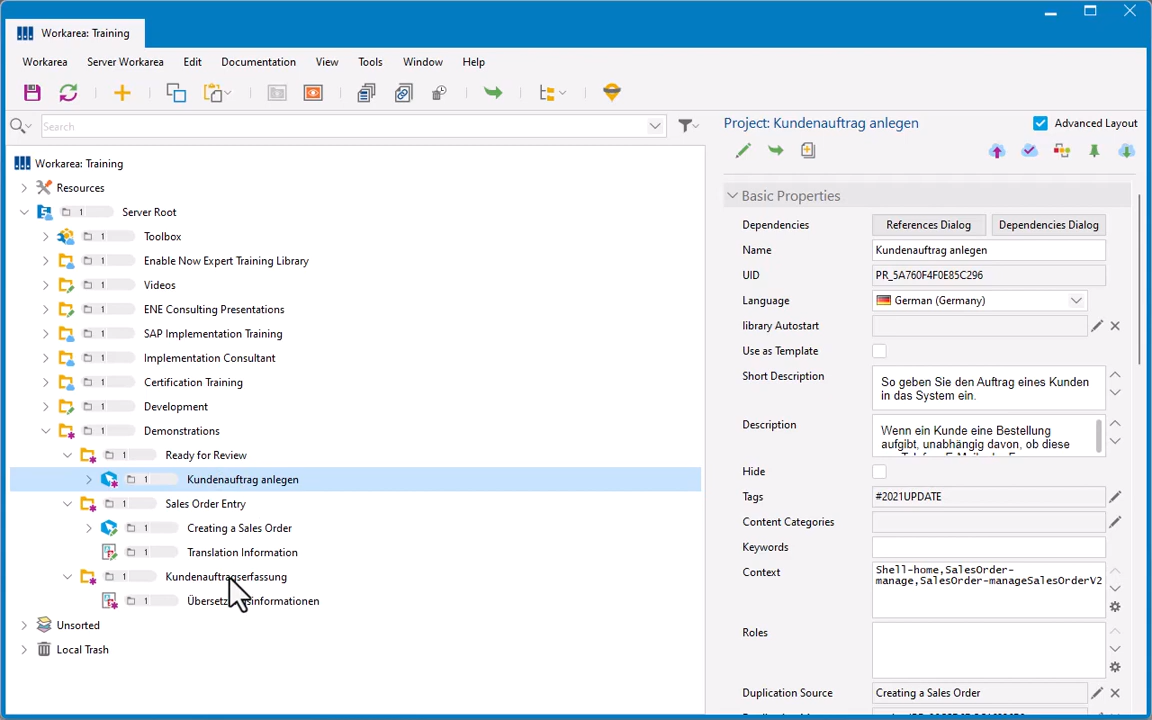 Workarea: Training
Workarea Server Workarea Edit Documentation View Tools Window Help
Search
Workarea: Training
Resources
1 Server Root
1 Toolbox
1 Enable Now Expert Training Library
1 Videos
1 ENE Consulting Presentations
1 SAP Implementation Training
1 Implementation Consultant
1 Certification Training
1 Development
1 Demonstrations
1 Ready for Review
1 Kundenauftrag anlegen
1 Sales Order Entry
1 Creating a Sales Order
1 Translation Information
1 Kundenauftragserfassung
1 Übersetzungsinformationen
Unsorted
Local Trash
Project: Kundenauftrag anlegen Advanced Layout
Basic Properties
Dependencies References Dialog Dependencies Dialog
Name Kundenauftrag anlegen
UID PR_5A760F4F0E85C296
Language German (Germany)
library Autostart
Use as Template
Short Description So geben Sie den Auftrag eines Kunden
in das System ein.
Description Wenn ein Kunde eine Bestellung
aufgibt, unabhängig davon, ob diese
Hide
Tags #2021UPDATE
Content Categories
Keywords
Context Shell-home,SalesOrder-
manage,SalesOrder-manageSalesOrderV2
Roles
Duplication Source Creating a Sales Order